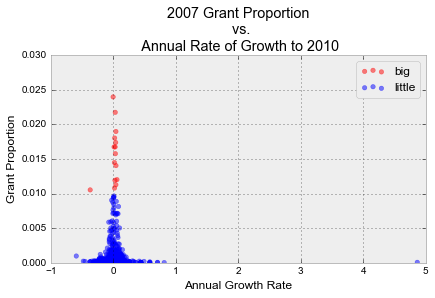 2007 Grant Proportion
vs.
Annual Rate of Growth to 2010
0.030
0.025
0.020
0.015
0.010
0.005
0.000
Grant Proportion
big
little
−1
0
1
2
3
4
5
Annual Growth Rate